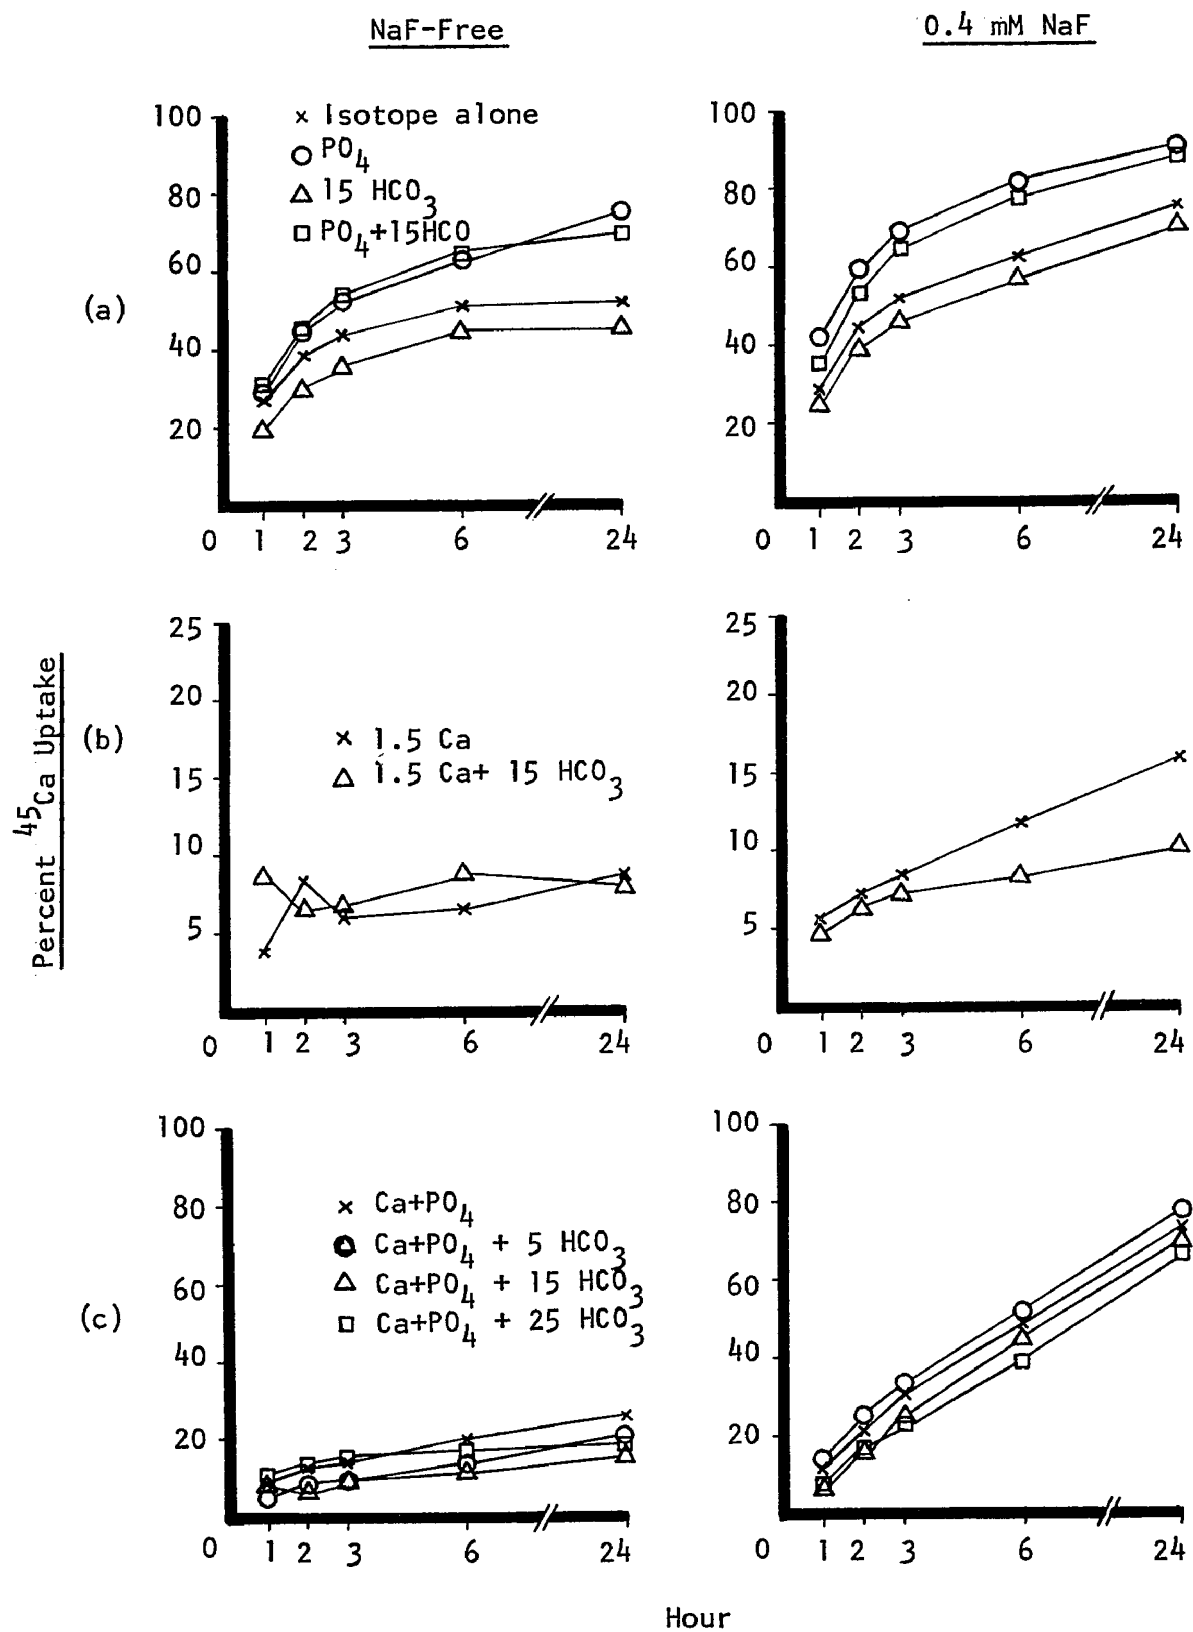 NaF-Free
0.4 mM NaF
(a)
100
80
60
40
20
× Isotope alone
○ PO4
△ 15 HCO3
□ PO4+15HCO
0 1 2 3 6 24
100
80
60
40
20
0 1 2 3 6 24
Percent 45Ca Uptake
(b)
25
20
15
10
5
× 1.5 Ca
△ 1.5 Ca+ 15 HCO3
0 1 2 3 6 24
25
20
15
10
5
0 1 2 3 6 24
(c)
100
80
60
40
20
× Ca+PO4
Ca+PO4 + 5 HCO3
△ Ca+PO4 + 15 HCO3
□ Ca+PO4 + 25 HCO3
0 1 2 3 6 24
100
80
60
40
20
0 1 2 3 6 24
Hour